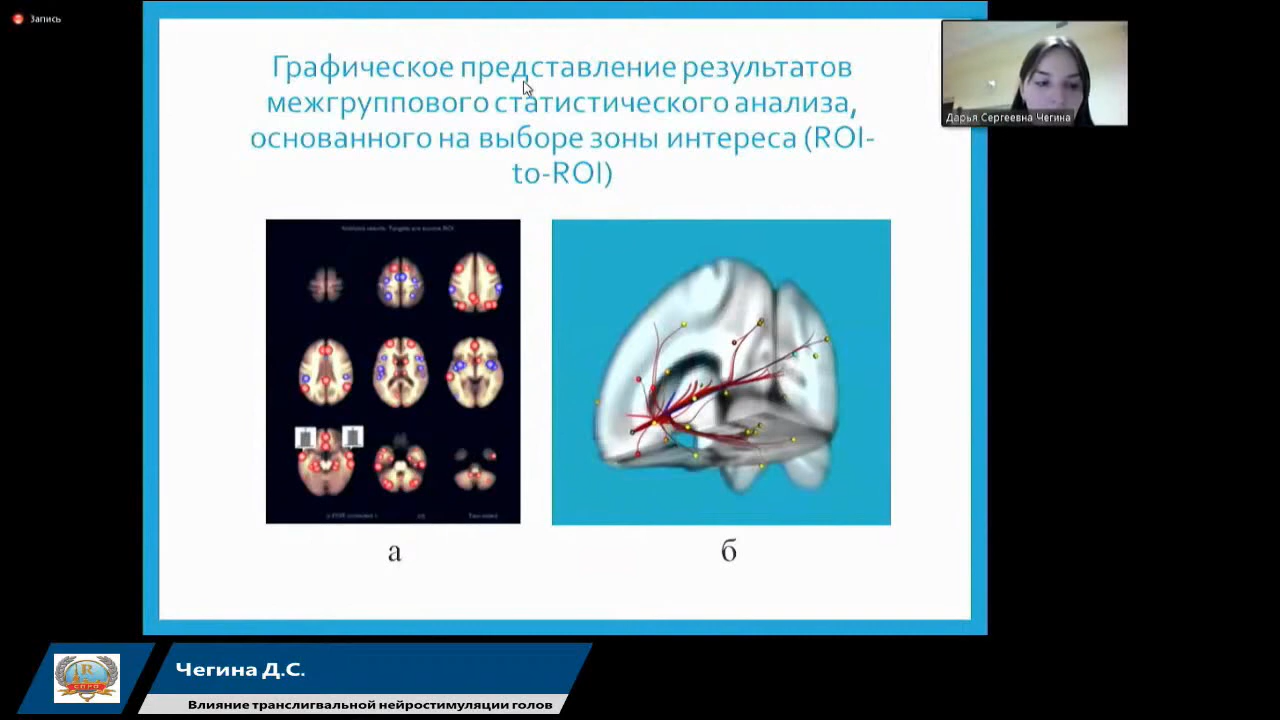 Запись
Графическое представление результатов
межгруппового статистического анализа,
основанного на выборе зоны интереса (ROI-
to-ROI)
Дарья Сергеевна Чегина
а
б
Чегина Д.С.
R
СПРО
Влияние транслигвальной нейростимуляции голов